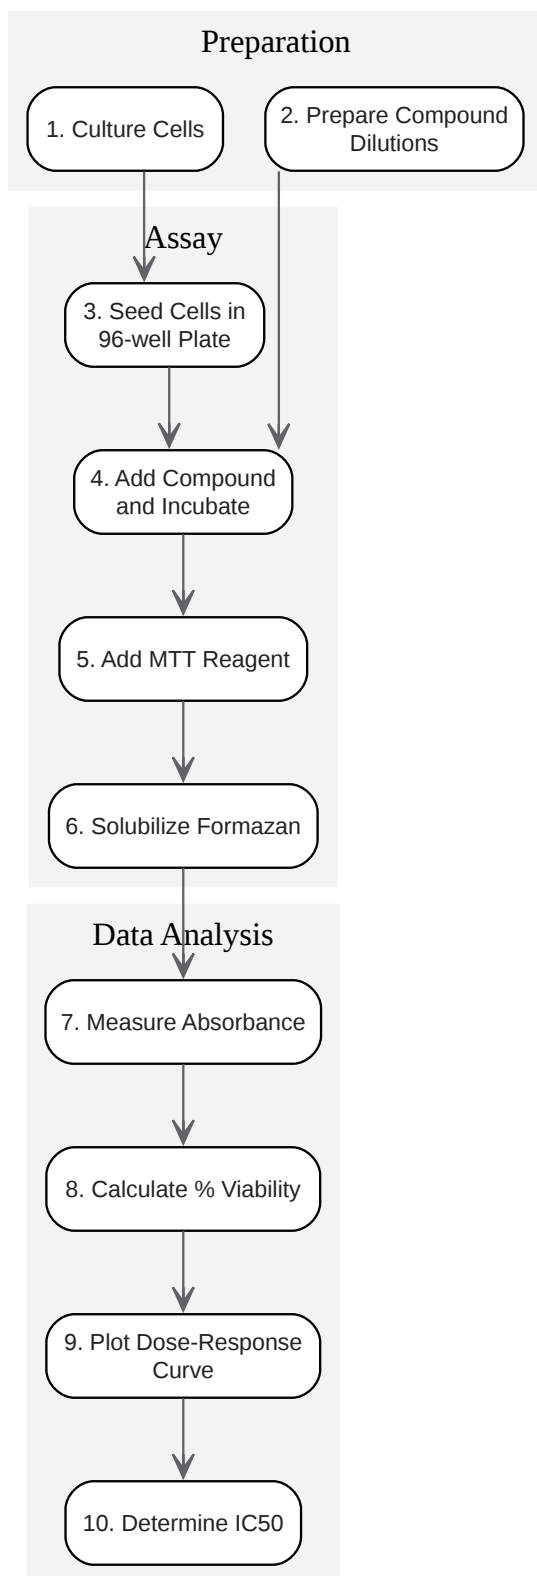 Preparation
1. Culture Cells
2. Prepare Compound
Dilutions
Assay
3. Seed Cells in
96-well Plate
4. Add Compound
and Incubate
5. Add MTT Reagent
6. Solubilize Formazan
Data Analysis
7. Measure Absorbance
8. Calculate % Viability
9. Plot Dose-Response
Curve
10. Determine IC50